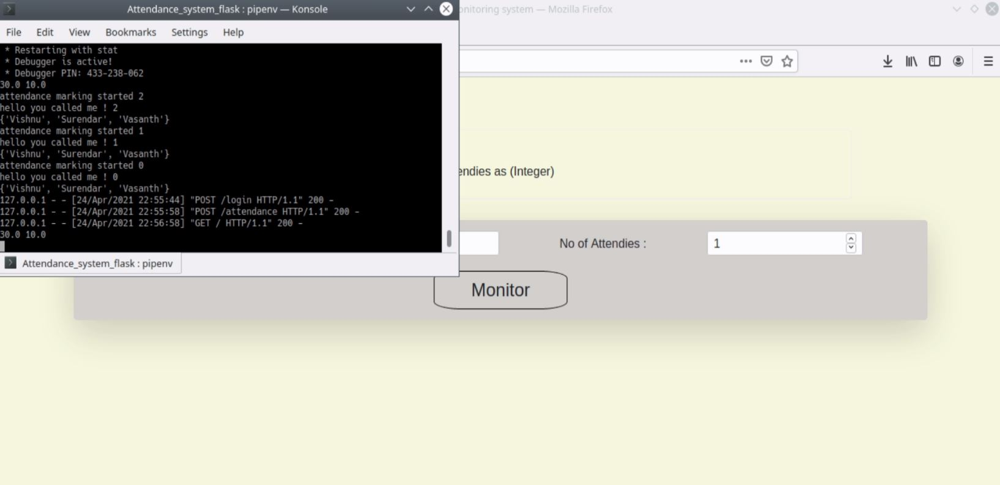 Attendance_system_flask : pipenv — Konsole
File Edit View Bookmarks Settings Help
* Restarting with stat
* Debugger is active!
* Debugger PIN: 433-238-062
30.0 10.0
attendance marking started 2
hello you called me ! 2
{'Vishnu', 'Surendar', 'Vasanth'}
attendance marking started 1
hello you called me ! 1
{'Vishnu', 'Surendar', 'Vasanth'}
attendance marking started 0
hello you called me ! 0
{'Vishnu', 'Surendar', 'Vasanth'}
127.0.0.1 - - [24/Apr/2021 22:55:44] "POST /login HTTP/1.1" 200 -
127.0.0.1 - - [24/Apr/2021 22:55:58] "POST /attendance HTTP/1.1" 200 -
127.0.0.1 - - [24/Apr/2021 22:56:58] "GET / HTTP/1.1" 200 -
30.0 10.0
Attendance_system_flask : pipenv
onitoring system — Mozilla Firefox
endies as (Integer)
No of Attendies : 1
Monitor